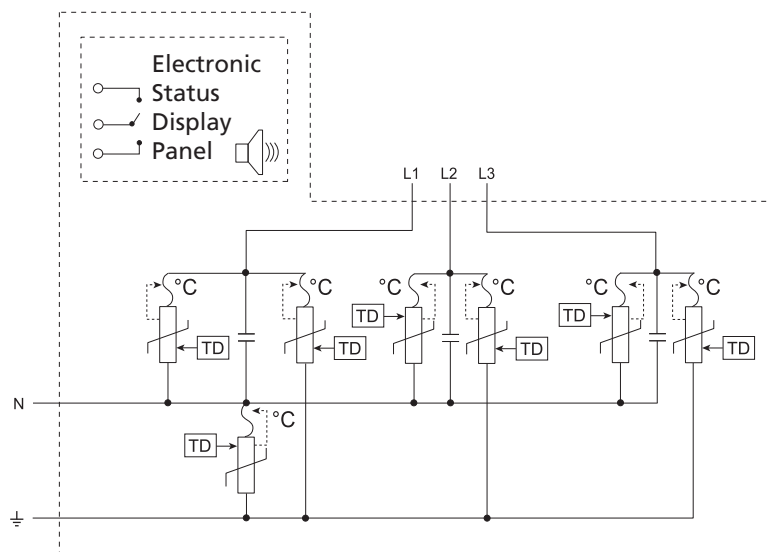 Electronic
Status
Display
Panel
L1 L2 L3
°C °C °C °C °C °C
TD TD TD TD TD TD
N
°C
TD